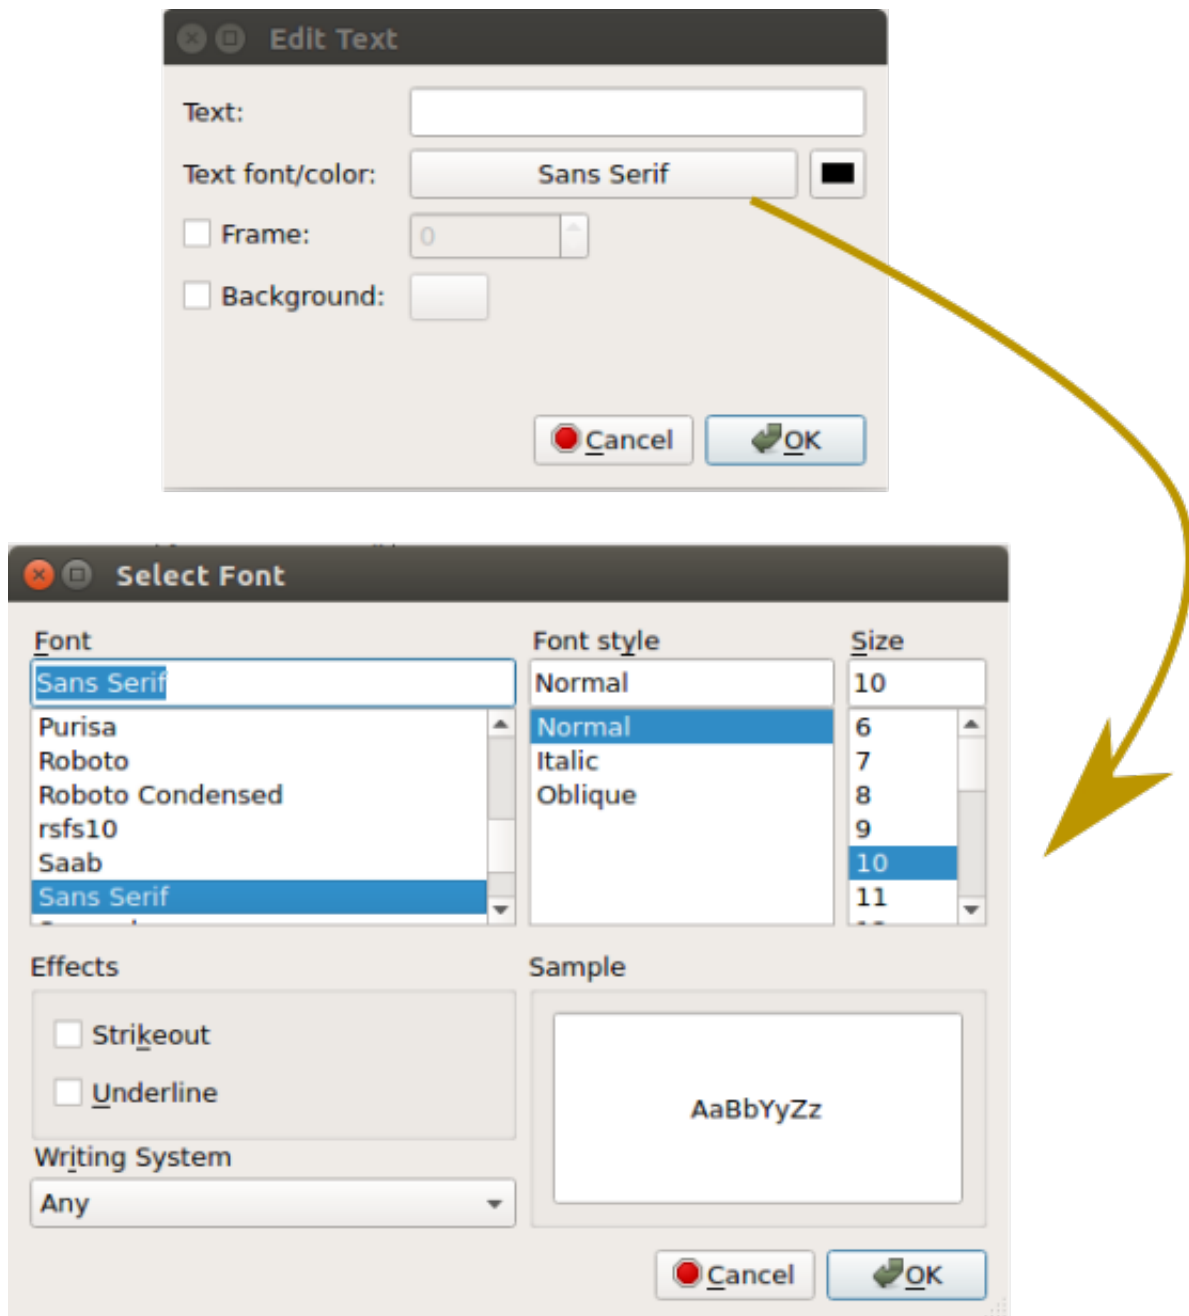 Edit Text
Text:
Text font/color: Sans Serif
Frame: 0
Background:
Cancel OK
Select Font
Font Font style Size
Sans Serif Normal 10
Purisa Normal 6
Roboto Italic 7
Roboto Condensed Oblique 8
rsfs10 9
Saab 10
Sans Serif 11
Effects Sample
Strikeout
Underline
AaBbYyZz
Writing System
Any
Cancel OK